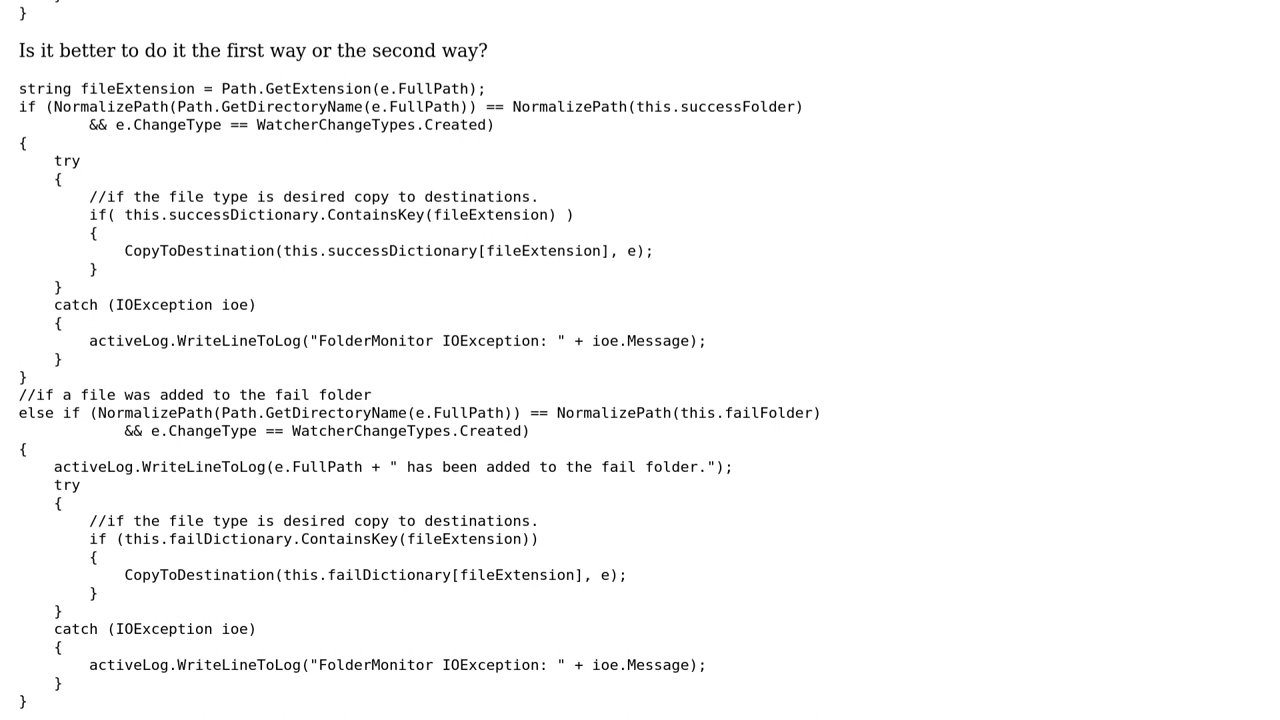 }
Is it better to do it the first way or the second way?
string fileExtension = Path.GetExtension(e.FullPath);
if (NormalizePath(Path.GetDirectoryName(e.FullPath)) == NormalizePath(this.successFolder)
        && e.ChangeType == WatcherChangeTypes.Created)
{
    try
    {
        //if the file type is desired copy to destinations.
        if( this.successDictionary.ContainsKey(fileExtension) )
        {
            CopyToDestination(this.successDictionary[fileExtension], e);
        }
    }
    catch (IOException ioe)
    {
        activeLog.WriteLineToLog("FolderMonitor IOException: " + ioe.Message);
    }
}
//if a file was added to the fail folder
else if (NormalizePath(Path.GetDirectoryName(e.FullPath)) == NormalizePath(this.failFolder)
            && e.ChangeType == WatcherChangeTypes.Created)
{
    activeLog.WriteLineToLog(e.FullPath + " has been added to the fail folder.");
    try
    {
        //if the file type is desired copy to destinations.
        if (this.failDictionary.ContainsKey(fileExtension))
        {
            CopyToDestination(this.failDictionary[fileExtension], e);
        }
    }
    catch (IOException ioe)
    {
        activeLog.WriteLineToLog("FolderMonitor IOException: " + ioe.Message);
    }
}